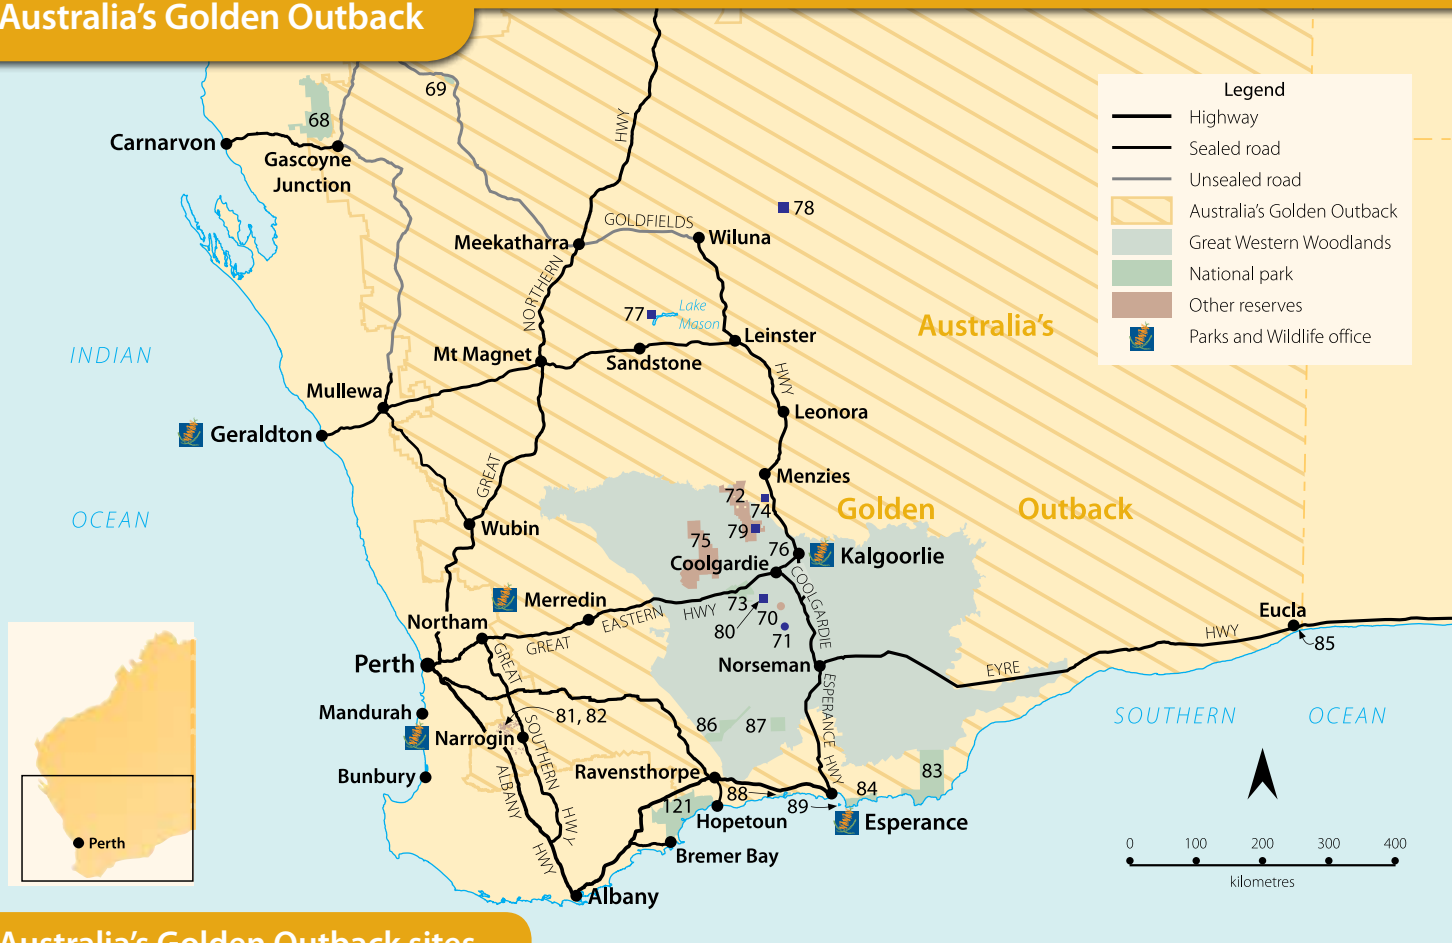 Australia's Golden Outback
69
68
Carnarvon
Gascoyne
Junction
HWY
Legend
Highway
Sealed road
Unsealed road
Australia's Golden Outback
Great Western Woodlands
National park
Other reserves
Parks and Wildlife office
78
GOLDFIELDS
Meekatharra
Wiluna
NORTHERN
77
Lake
Mason
Leinster
Australia's
INDIAN
Mt Magnet
Sandstone
HWY
Mullewa
Leonora
Geraldton
GREAT
Menzies
72
74
Golden
Outback
OCEAN
Wubin
79
75
76
Kalgoorlie
Coolgardie
COOLGARDIE
Merredin
73
HWY
EASTERN
70
80
71
Northam
GREAT
GREAT
Eucla
HWY
85
Perth
Norseman
EYRE
ESPERANCE
Mandurah
81, 82
SOUTHERN
86
87
SOUTHERN
OCEAN
Narrogin
HWY
Bunbury
ALBANY
Ravensthorpe
83
88
84
121
89
HWY
Hopetoun
Esperance
Bremer Bay
HWY
Albany
Perth
0
100
200
300
400
kilometres
Australia's Golden Outback sites